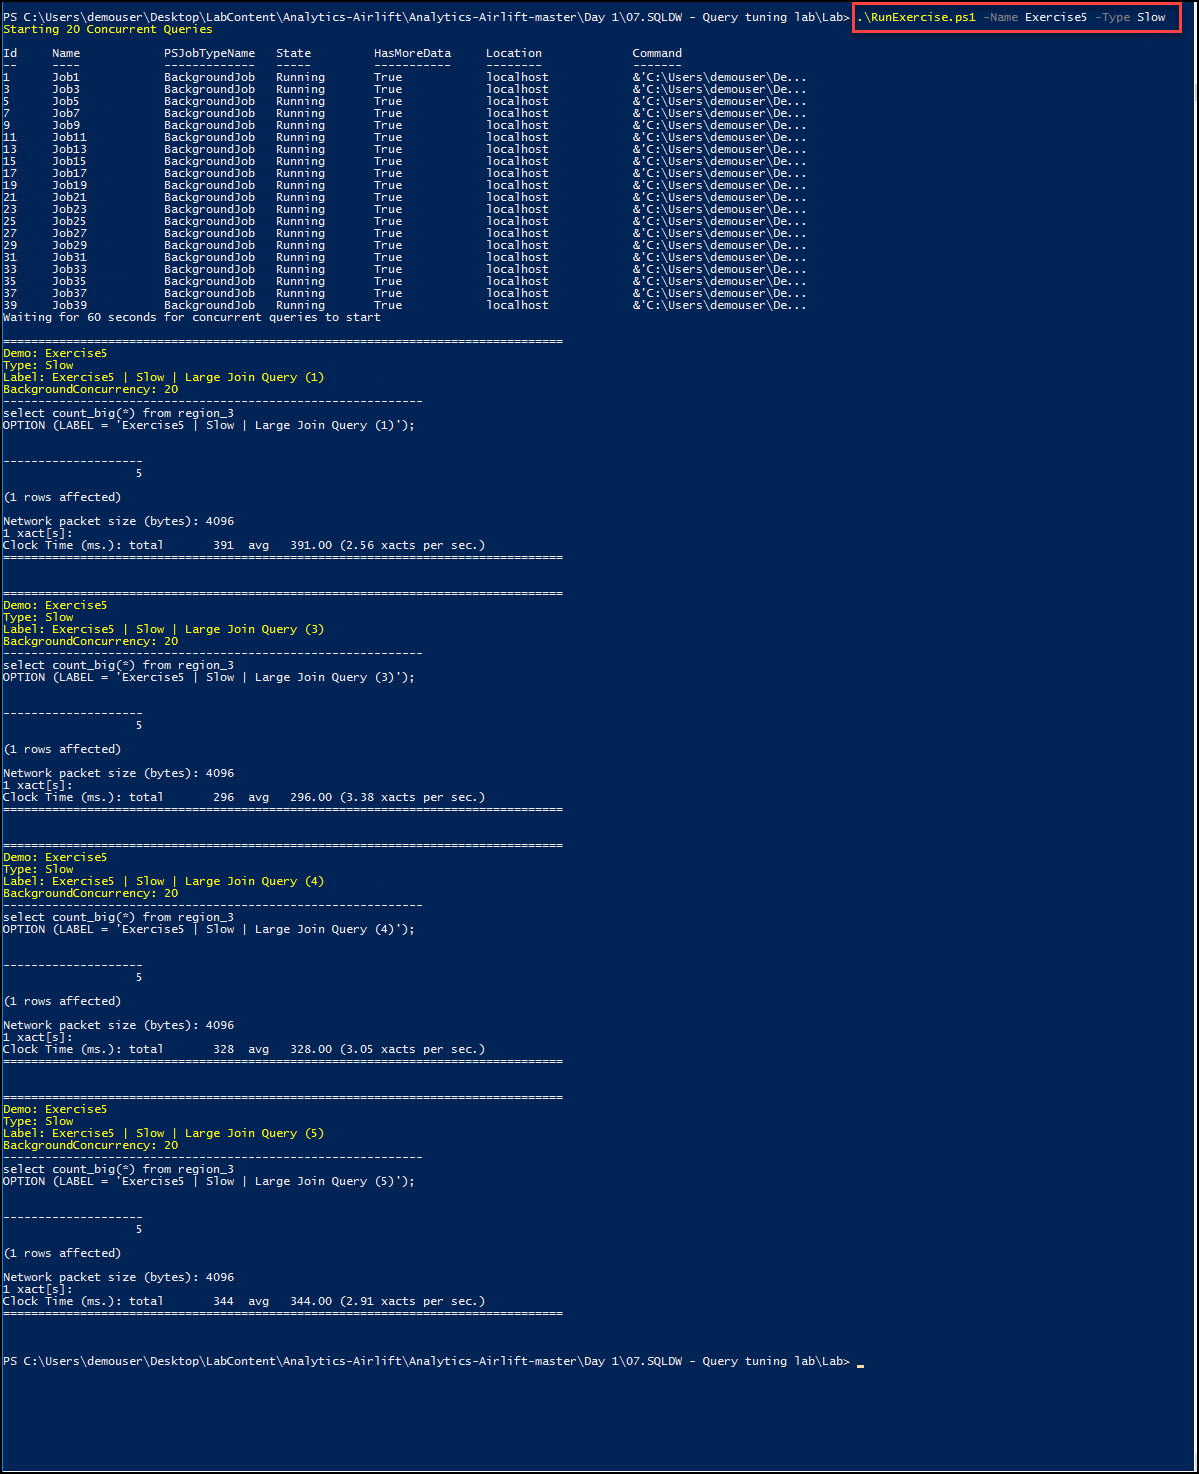 PS C:\Users\demouser\Desktop\LabContent\Analytics-Airlift\Analytics-Airlift-master\Day 1\07.SQLDW - Query tuning lab\Lab> .\RunExercise.ps1 -Name Exercise5 -Type Slow
Starting 20 Concurrent Queries
Id     Name            PSJobTypeName   State         HasMoreData     Location             Command
--     ----            -------------   -----         -----------     --------             -------
1      Job1            BackgroundJob   Running       True            localhost            &'C:\Users\demouser\De...
3      Job3            BackgroundJob   Running       True            localhost            &'C:\Users\demouser\De...
5      Job5            BackgroundJob   Running       True            localhost            &'C:\Users\demouser\De...
7      Job7            BackgroundJob   Running       True            localhost            &'C:\Users\demouser\De...
9      Job9            BackgroundJob   Running       True            localhost            &'C:\Users\demouser\De...
11     Job11           BackgroundJob   Running       True            localhost            &'C:\Users\demouser\De...
13     Job13           BackgroundJob   Running       True            localhost            &'C:\Users\demouser\De...
15     Job15           BackgroundJob   Running       True            localhost            &'C:\Users\demouser\De...
17     Job17           BackgroundJob   Running       True            localhost            &'C:\Users\demouser\De...
19     Job19           BackgroundJob   Running       True            localhost            &'C:\Users\demouser\De...
21     Job21           BackgroundJob   Running       True            localhost            &'C:\Users\demouser\De...
23     Job23           BackgroundJob   Running       True            localhost            &'C:\Users\demouser\De...
25     Job25           BackgroundJob   Running       True            localhost            &'C:\Users\demouser\De...
27     Job27           BackgroundJob   Running       True            localhost            &'C:\Users\demouser\De...
29     Job29           BackgroundJob   Running       True            localhost            &'C:\Users\demouser\De...
31     Job31           BackgroundJob   Running       True            localhost            &'C:\Users\demouser\De...
33     Job33           BackgroundJob   Running       True            localhost            &'C:\Users\demouser\De...
35     Job35           BackgroundJob   Running       True            localhost            &'C:\Users\demouser\De...
37     Job37           BackgroundJob   Running       True            localhost            &'C:\Users\demouser\De...
39     Job39           BackgroundJob   Running       True            localhost            &'C:\Users\demouser\De...
Waiting for 60 seconds for concurrent queries to start
================================================================================
Demo: Exercise5
Type: Slow
Label: Exercise5 | Slow | Large Join Query (1)
BackgroundConcurrency: 20
------------------------------------------------------------
select count_big(*) from region_3
OPTION (LABEL = 'Exercise5 | Slow | Large Join Query (1)');
--------------------
                   5
(1 rows affected)
Network packet size (bytes): 4096
1 xact[s]:
Clock Time (ms.): total       391  avg   391.00 (2.56 xacts per sec.)
================================================================================
================================================================================
Demo: Exercise5
Type: Slow
Label: Exercise5 | Slow | Large Join Query (3)
BackgroundConcurrency: 20
------------------------------------------------------------
select count_big(*) from region_3
OPTION (LABEL = 'Exercise5 | Slow | Large Join Query (3)');
--------------------
                   5
(1 rows affected)
Network packet size (bytes): 4096
1 xact[s]:
Clock Time (ms.): total       296  avg   296.00 (3.38 xacts per sec.)
================================================================================
================================================================================
Demo: Exercise5
Type: Slow
Label: Exercise5 | Slow | Large Join Query (4)
BackgroundConcurrency: 20
------------------------------------------------------------
select count_big(*) from region_3
OPTION (LABEL = 'Exercise5 | Slow | Large Join Query (4)');
--------------------
                   5
(1 rows affected)
Network packet size (bytes): 4096
1 xact[s]:
Clock Time (ms.): total       328  avg   328.00 (3.05 xacts per sec.)
================================================================================
================================================================================
Demo: Exercise5
Type: Slow
Label: Exercise5 | Slow | Large Join Query (5)
BackgroundConcurrency: 20
------------------------------------------------------------
select count_big(*) from region_3
OPTION (LABEL = 'Exercise5 | Slow | Large Join Query (5)');
--------------------
                   5
(1 rows affected)
Network packet size (bytes): 4096
1 xact[s]:
Clock Time (ms.): total       344  avg   344.00 (2.91 xacts per sec.)
================================================================================
PS C:\Users\demouser\Desktop\LabContent\Analytics-Airlift\Analytics-Airlift-master\Day 1\07.SQLDW - Query tuning lab\Lab> _